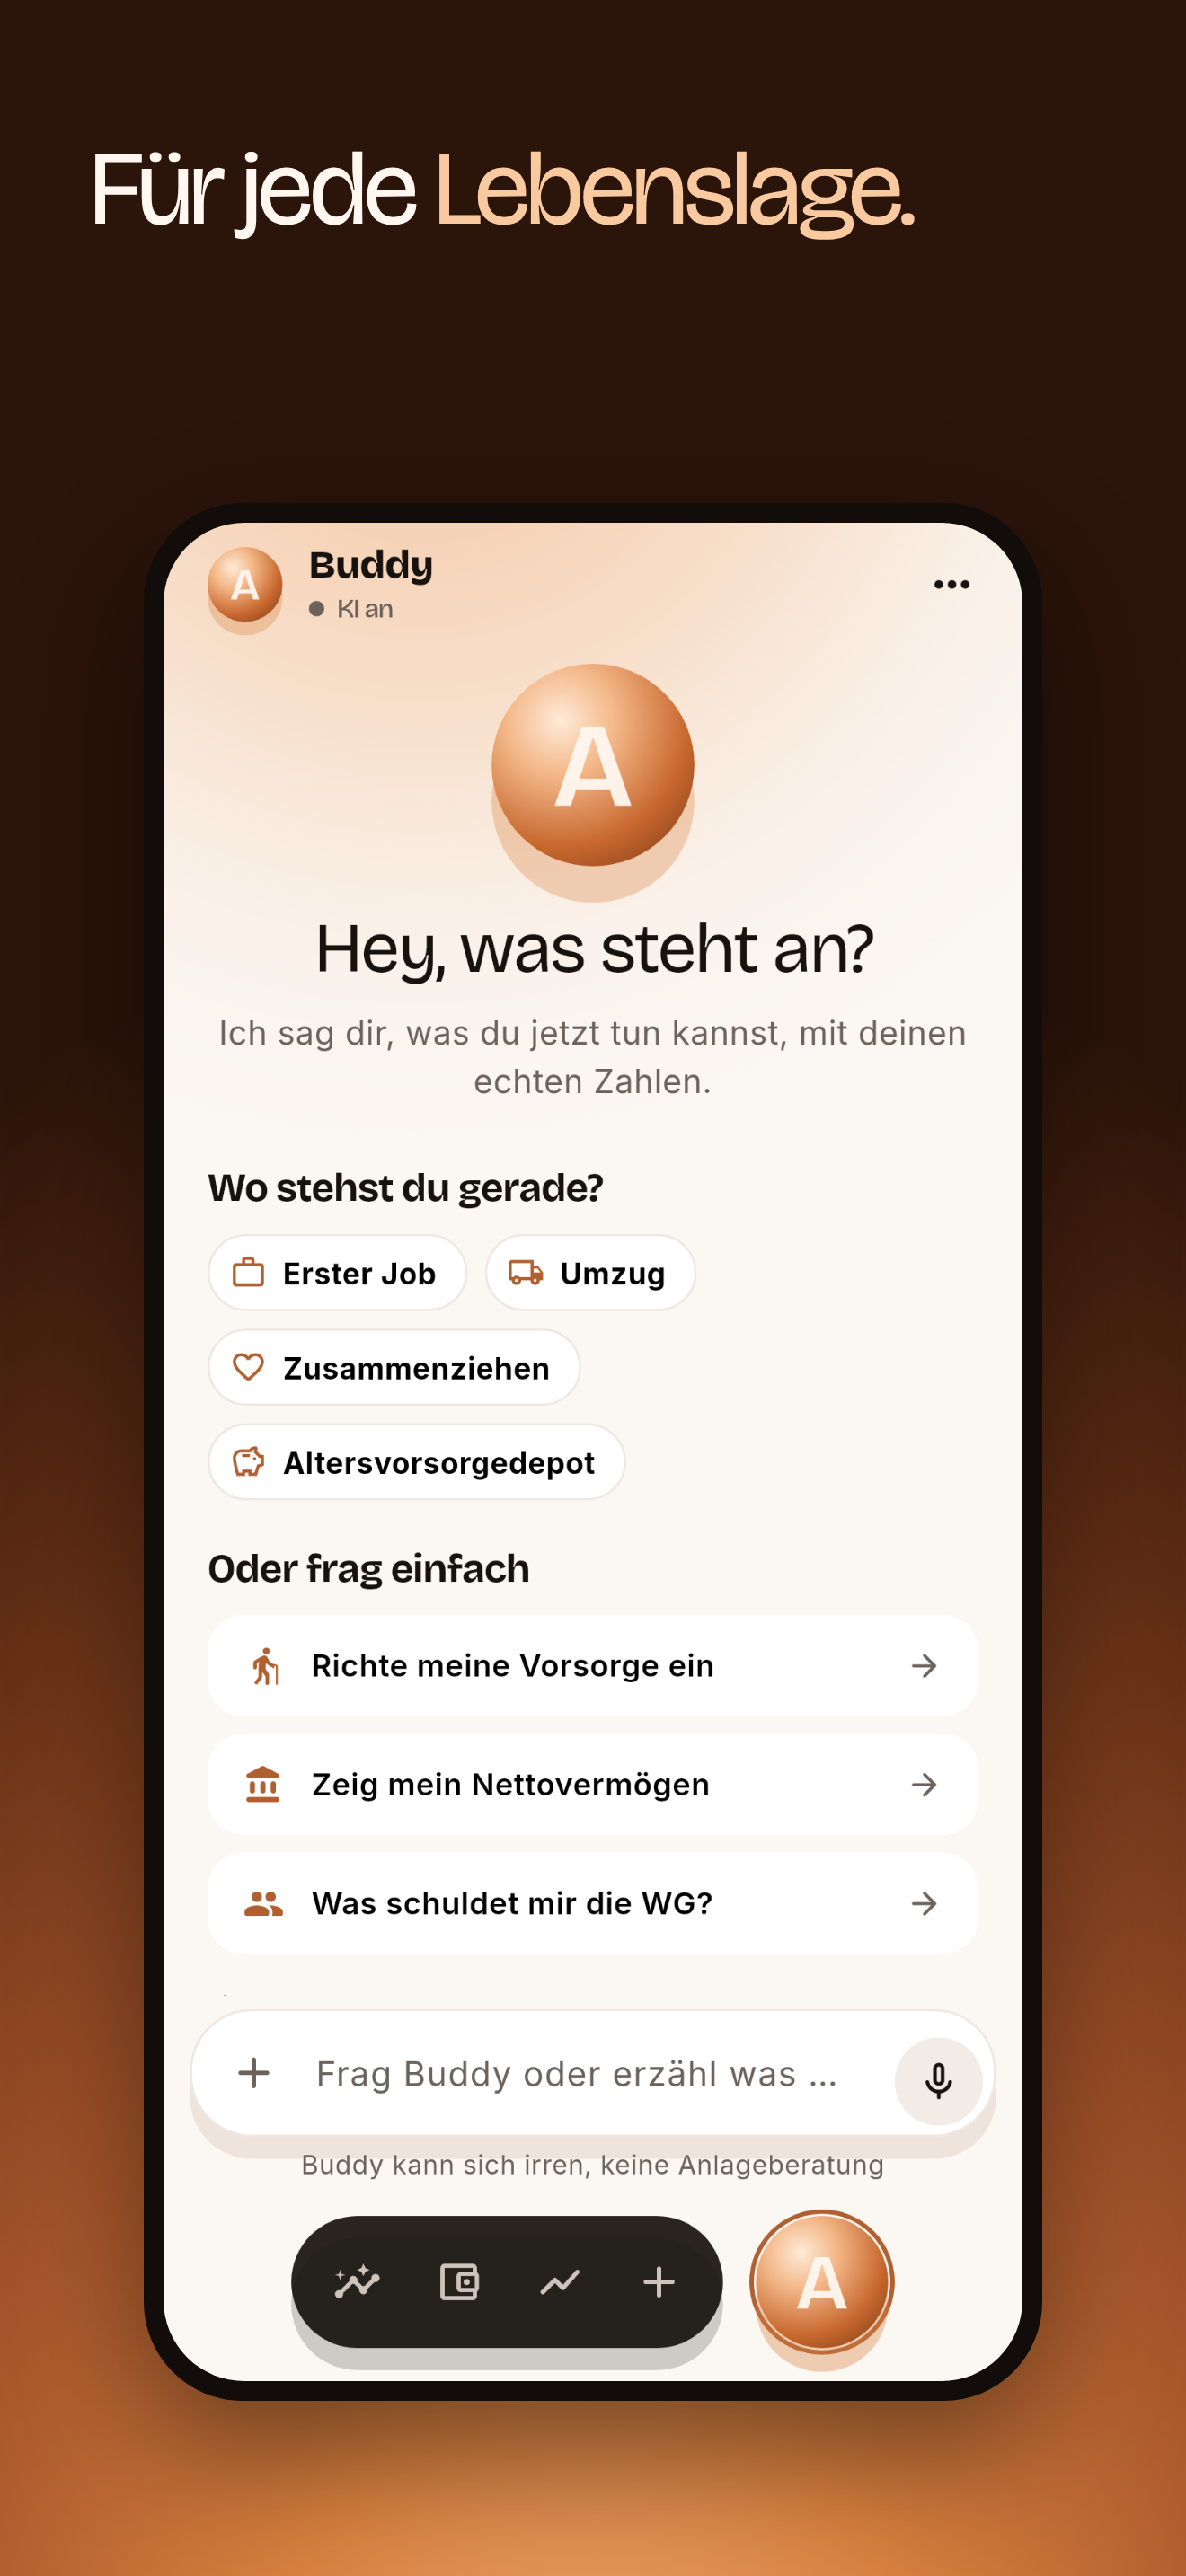 Für jede Lebenslage.
A
Buddy
KI an
A
Hey, was steht an?
Ich sag dir, was du jetzt tun kannst, mit deinen
echten Zahlen.
Wo stehst du gerade?
Erster Job
Umzug
Zusammenziehen
Altersvorsorgedepot
Oder frag einfach
Richte meine Vorsorge ein
Zeig mein Nettovermögen
Was schuldet mir die WG?
Frag Buddy oder erzähl was ...
Buddy kann sich irren, keine Anlageberatung
A